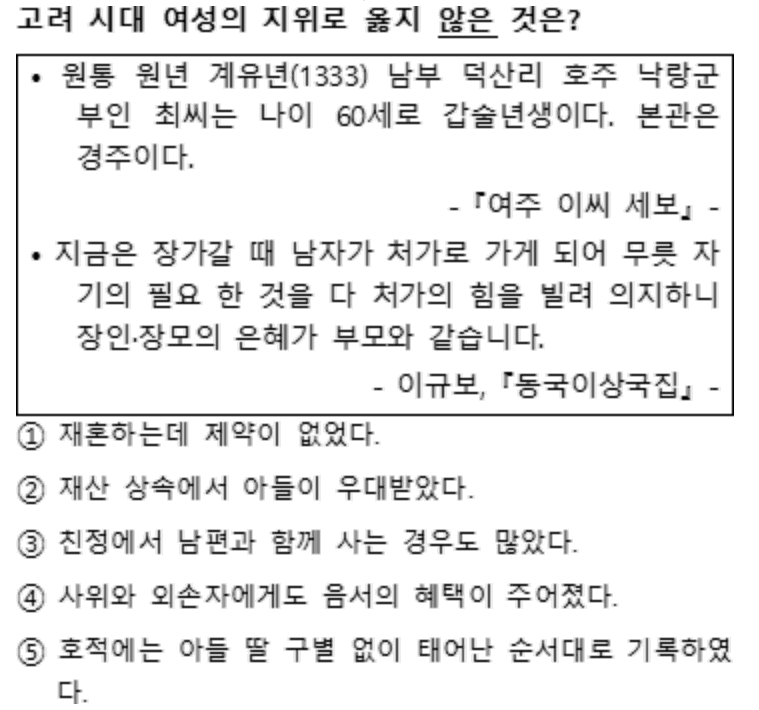 고려 시대 여성의 지위로 옳지 않은 것은?
• 원통 원년 계유년(1333) 남부 덕산리 호주 낙랑군
부인 최씨는 나이 60세로 갑술년생이다. 본관은
경주이다.
- 『여주 이씨 세보』 -
• 지금은 장가갈 때 남자가 처가로 가게 되어 무릇 자
기의 필요 한 것을 다 처가의 힘을 빌려 의지하니
장인·장모의 은혜가 부모와 같습니다.
- 이규보, 『동국이상국집』 -
① 재혼하는데 제약이 없었다.
② 재산 상속에서 아들이 우대받았다.
③ 친정에서 남편과 함께 사는 경우도 많았다.
④ 사위와 외손자에게도 음서의 혜택이 주어졌다.
⑤ 호적에는 아들 딸 구별 없이 태어난 순서대로 기록하였
다.